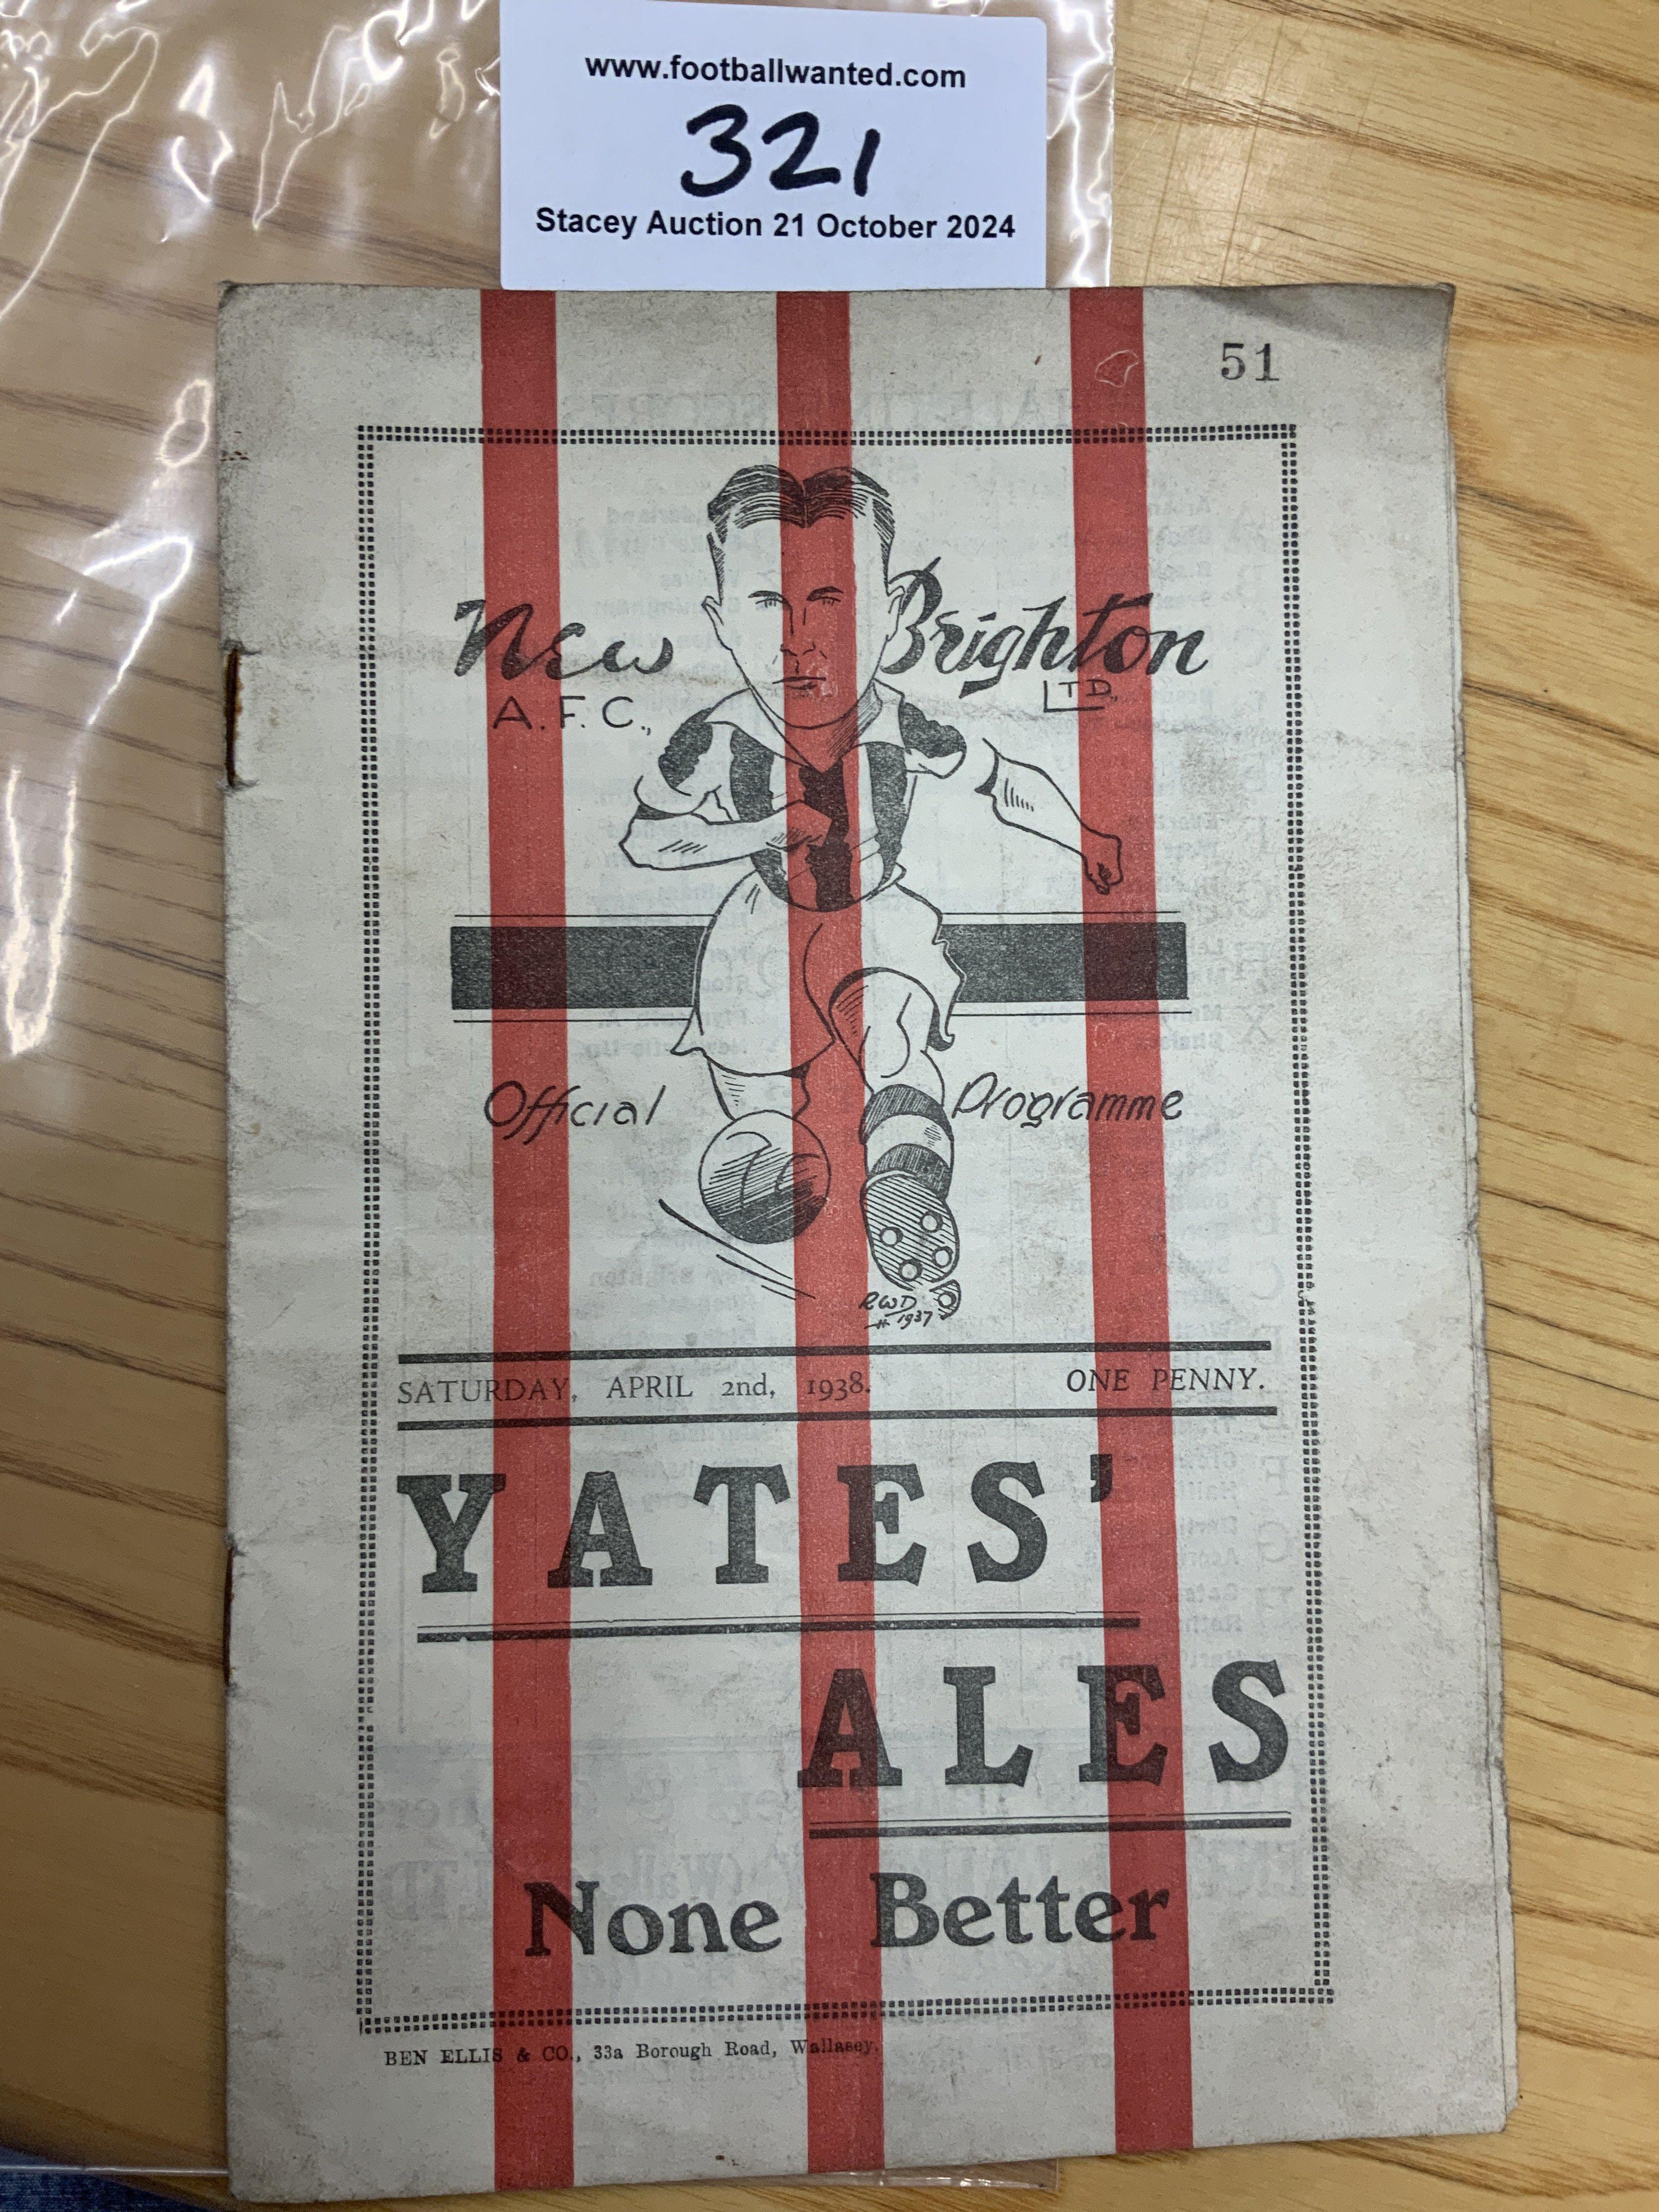 www.footballwanted.com
321
Stacey Auction 21 October 2024
51
New Brighton
A.F.C., LTD.,
Official Programme
RWD
1937
SATURDAY, APRIL 2nd, 1938. ONE PENNY.
YATES'
ALES
None Better
BEN ELLIS & CO., 33a Borough Road, Wallasey.